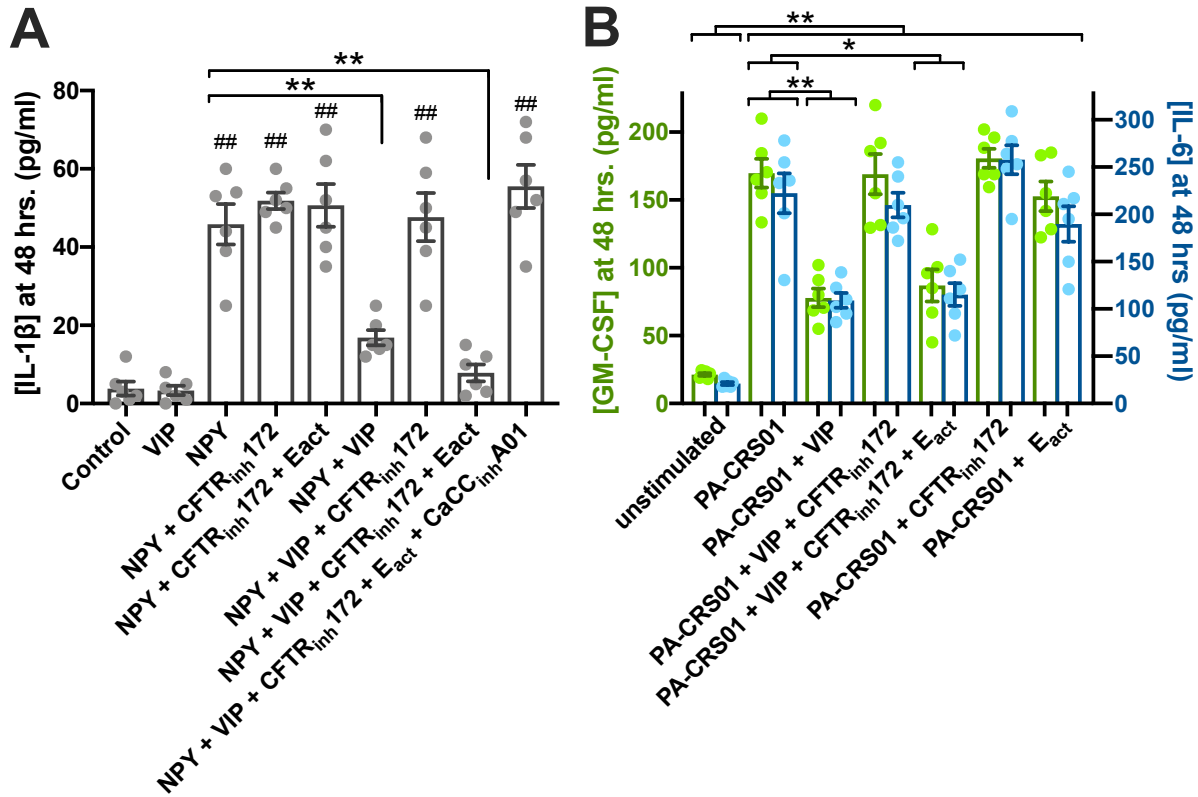 A
[IL-1β] at 48 hrs. (pg/ml)
80
60
40
20
0
**
**
##
##
##
##
##
Control
VIP
NPY
NPY + CFTRinh172
NPY + CFTRinh172 + Eact
NPY + VIP
NPY + VIP + CFTRinh172
NPY + VIP + CFTRinh172 + Eact
NPY + VIP + CFTRinh172 + Eact + CaCCinhA01
B
[GM-CSF] at 48 hrs. (pg/ml)
200
150
100
50
0
**
*
**
[IL-6] at 48 hrs (pg/ml)
300
250
200
150
100
50
0
unstimulated
PA-CRS01
PA-CRS01 + VIP
PA-CRS01 + VIP + CFTRinh172
PA-CRS01 + VIP + CFTRinh172 + Eact
PA-CRS01 + CFTRinh172
PA-CRS01 + Eact